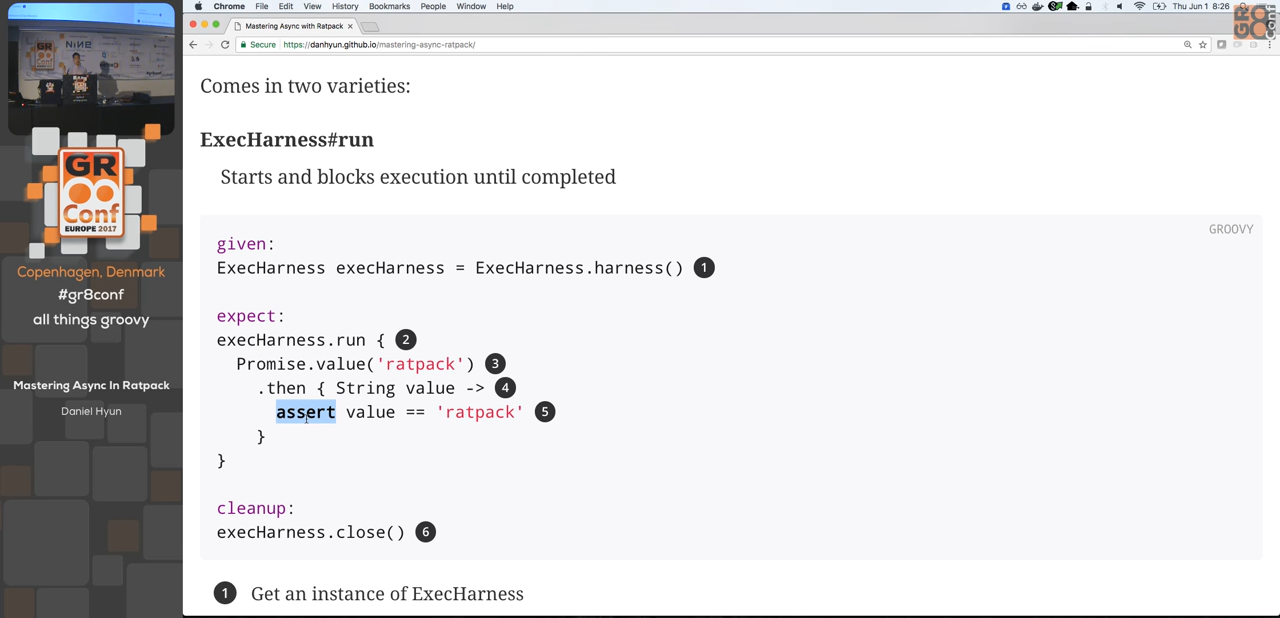 Chrome File Edit View History Bookmarks People Window Help
Thu Jun 1 8:26
Mastering Async with Ratpack
Secure https://danhyun.github.io/mastering-async-ratpack/
GR8
conf
NINE
GR
Conf
EUROPE 2017
Copenhagen, Denmark
#gr8conf
all things groovy
Mastering Async In Ratpack
Daniel Hyun
Comes in two varieties:
ExecHarness#run
Starts and blocks execution until completed
GROOVY
given:
ExecHarness execHarness = ExecHarness.harness() 1
expect:
execHarness.run { 2
Promise.value('ratpack') 3
.then { String value -> 4
assert value == 'ratpack' 5
}
}
cleanup:
execHarness.close() 6
1 Get an instance of ExecHarness